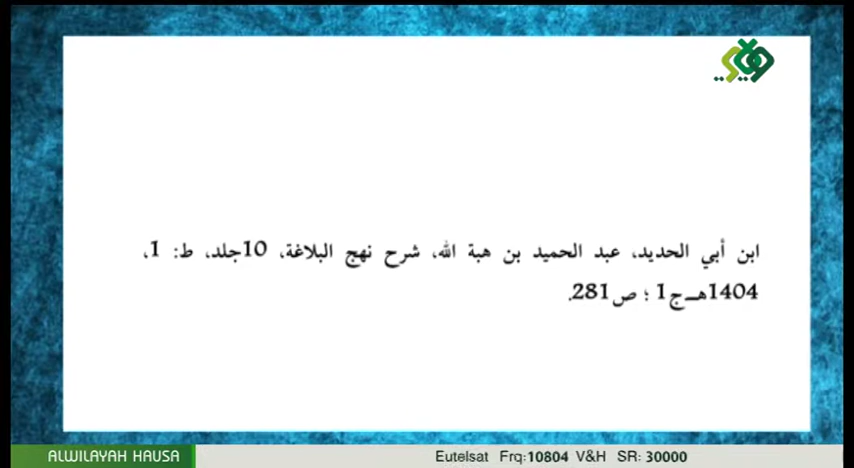 ابن أبي الحديد، عبد الحميد بن هبة الله، شرح نهج البلاغة، 10جلد، ط: 1،
1404هـ ج1 ؛ ص281.
ALWILAYAH HAUSA
Eutelsat Frq:10804 V&H SR: 30000